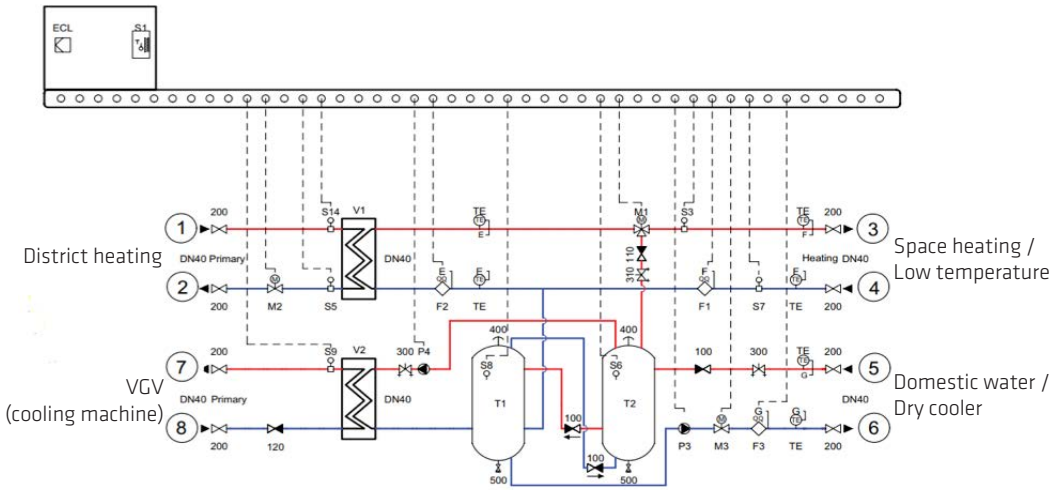 ECL S1
S14 V1 TE M1 S3 TE
200 TE TE 200
1 E F 3
District heating DN40 Primary DN40 110 Heating DN40 Space heating /
310 Low temperature
E E F E
2 4
200 M2 S5 F2 TE F1 S7 TE 200
400 400
200 S9 V2 300 P4 S8 S6 100 300 TE 200
7 TE 5
G
VGV DN40 Primary DN40 T1 T2 DN40 Domestic water /
(cooling machine) Dry cooler
100 G G
8 6
200 120 100 P3 M3 F3 TE 200
500 500